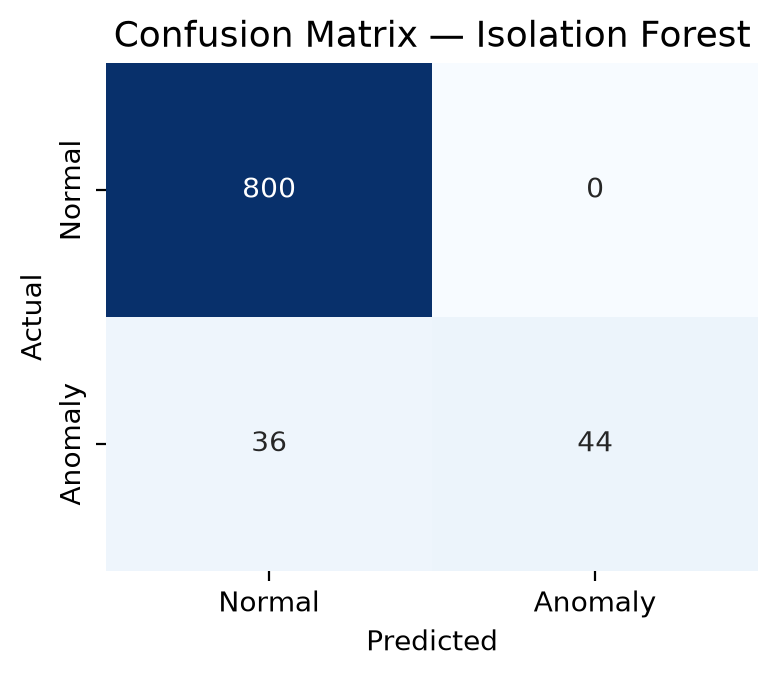 Confusion Matrix — Isolation Forest
Actual
Normal
800
0
Anomaly
36
44
Normal
Anomaly
Predicted